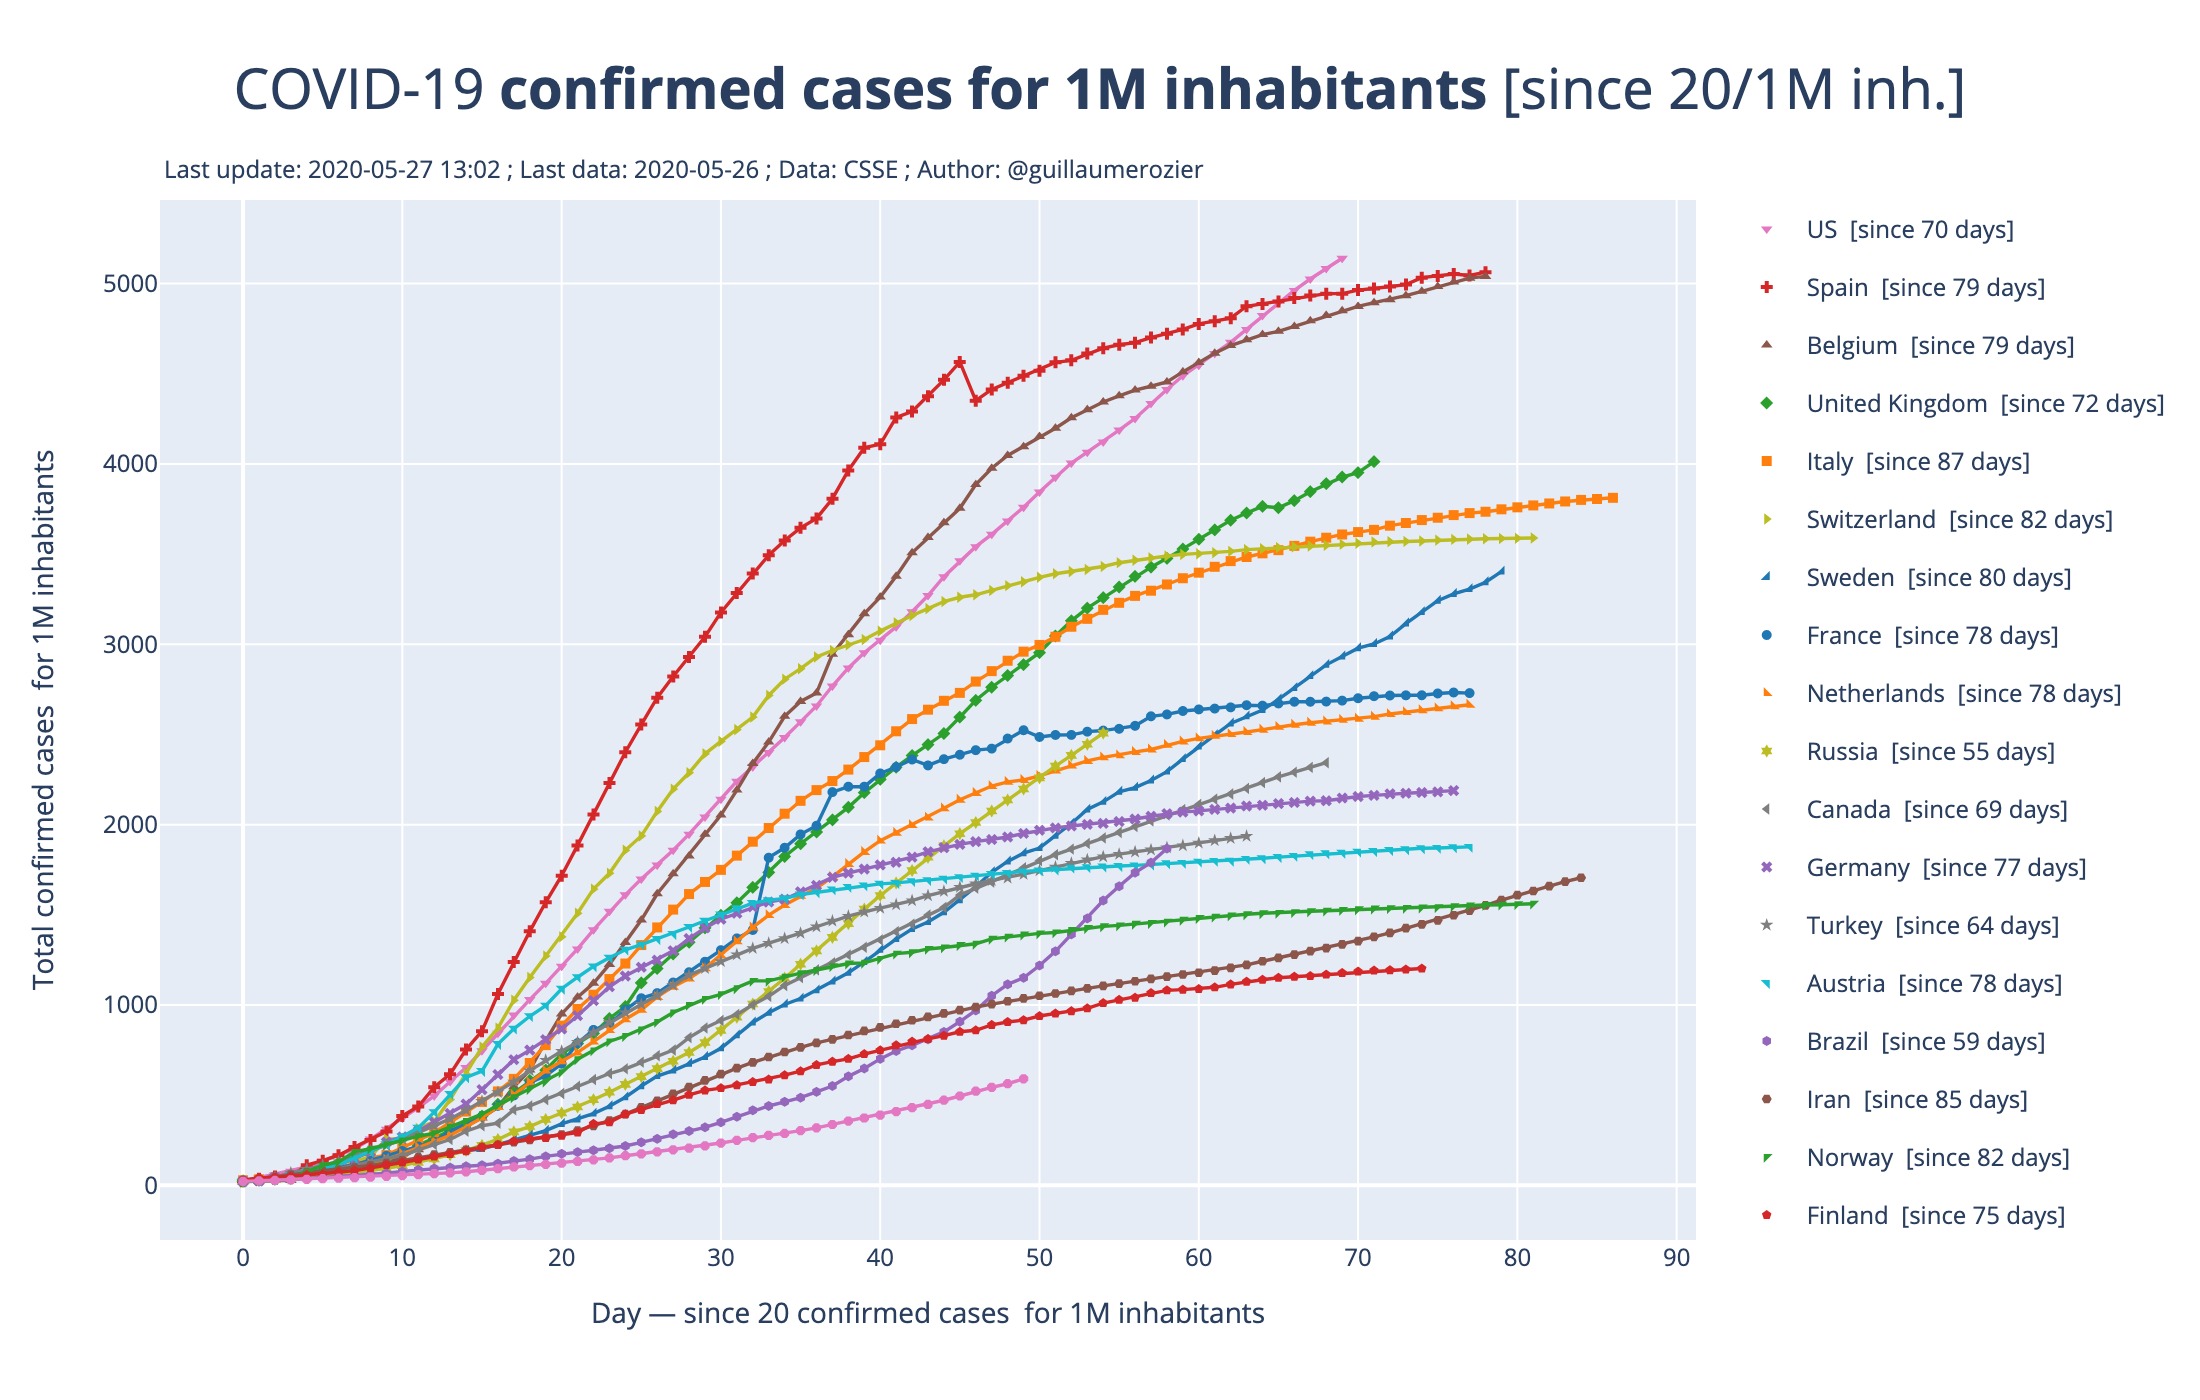 COVID-19 confirmed cases for 1M inhabitants [since 20/1M inh.]
Last update: 2020-05-27 13:02 ; Last data: 2020-05-26 ; Data: CSSE ; Author: @guillaumerozier
Total confirmed cases for 1M inhabitants
5000
4000
3000
2000
1000
0
0 10 20 30 40 50 60 70 80 90
Day — since 20 confirmed cases for 1M inhabitants
US [since 70 days]
Spain [since 79 days]
Belgium [since 79 days]
United Kingdom [since 72 days]
Italy [since 87 days]
Switzerland [since 82 days]
Sweden [since 80 days]
France [since 78 days]
Netherlands [since 78 days]
Russia [since 55 days]
Canada [since 69 days]
Germany [since 77 days]
Turkey [since 64 days]
Austria [since 78 days]
Brazil [since 59 days]
Iran [since 85 days]
Norway [since 82 days]
Finland [since 75 days]